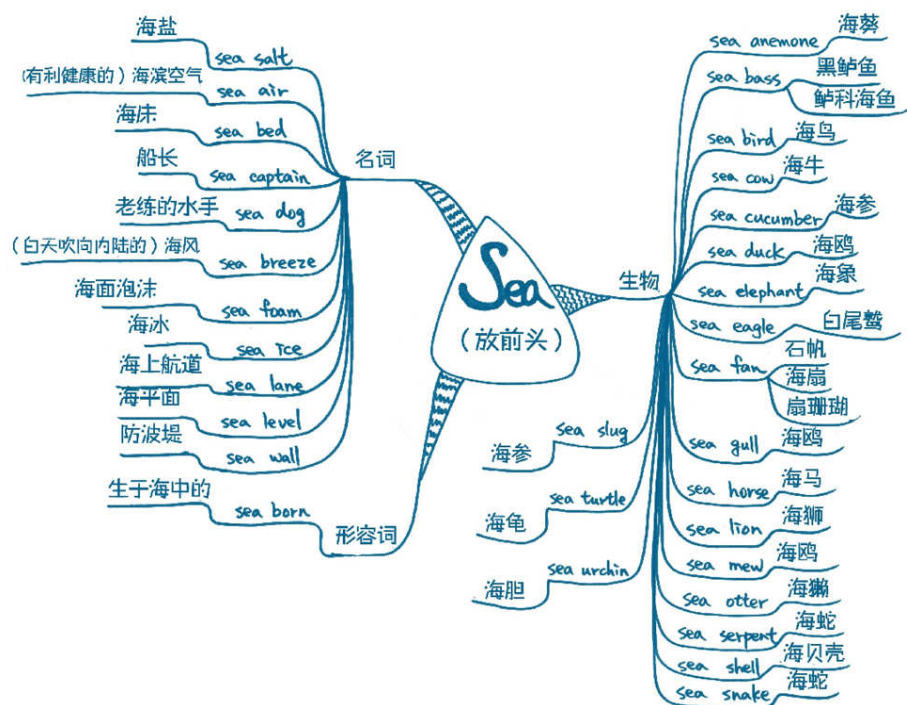 Sea
(放前头)
名词
海盐 sea salt
(有利健康的)海滨空气 sea air
海床 sea bed
船长 sea captain
老练的水手 sea dog
(白天吹向内陆的)海风 sea breeze
海面泡沫 sea foam
海冰 sea ice
海上航道 sea lane
海平面 sea level
防波堤 sea wall
形容词
生于海中的 sea born
生物
sea anemone 海葵
sea bass 黑鲈鱼
鲈科海鱼
sea bird 海鸟
sea cow 海牛
sea cucumber 海参
sea duck 海鸥
sea elephant 海象
sea eagle 白尾鹫
sea fan 石帆
海扇
扇珊瑚
sea gull 海鸥
sea horse 海马
sea lion 海狮
sea mew 海鸥
sea otter 海獭
sea serpent 海蛇
sea shell 海贝壳
sea snake 海蛇
海参 sea slug
海龟 sea turtle
海胆 sea urchin